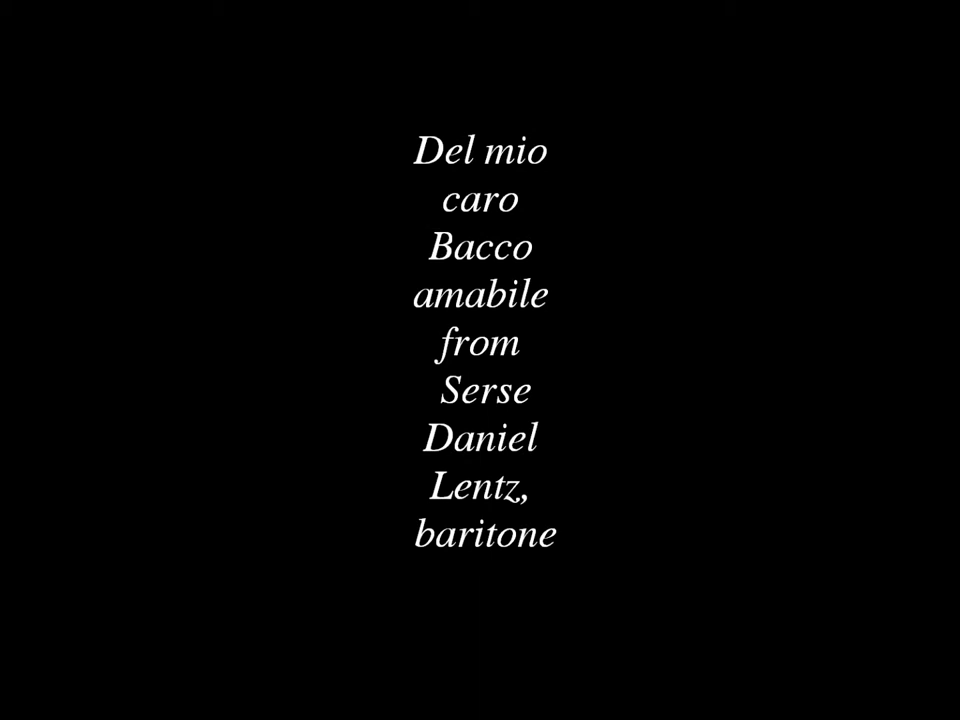 Del mio
caro
Bacco
amabile
from
Serse
Daniel
Lentz,
baritone